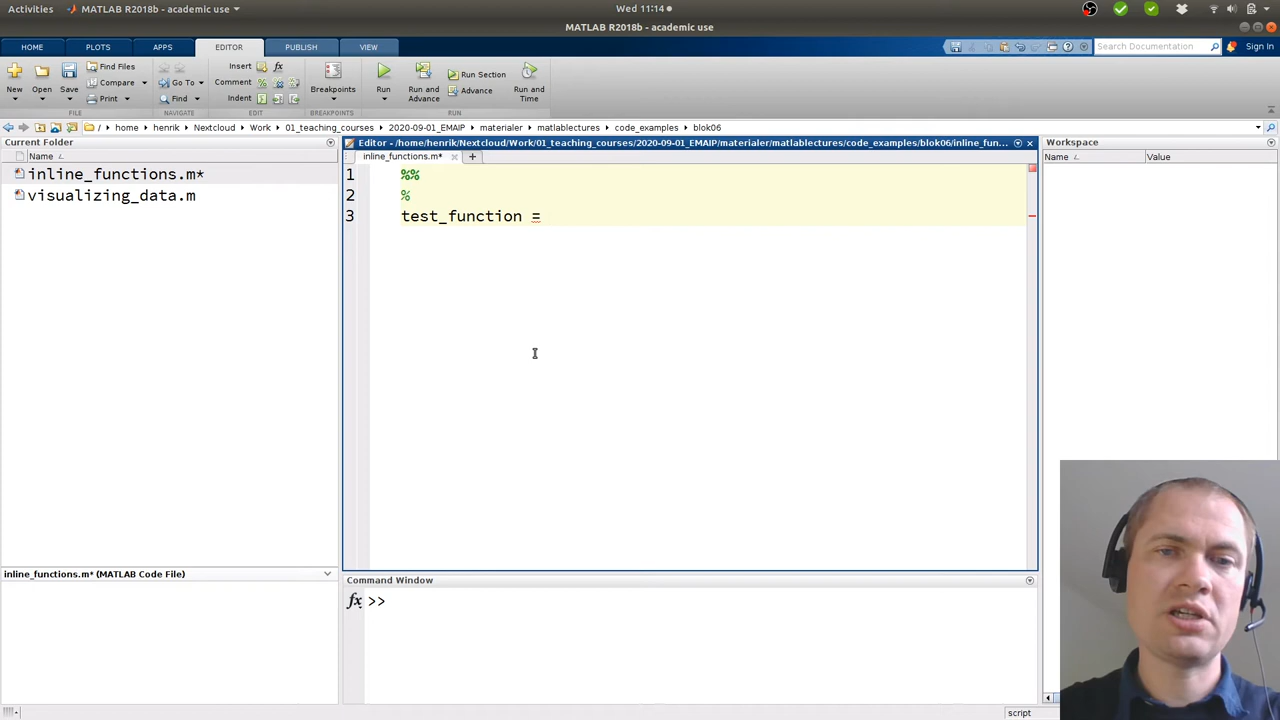 Activities MATLAB R2018b - academic use Wed 11:14
MATLAB R2018b - academic use
HOME PLOTS APPS EDITOR PUBLISH VIEW Search Documentation Sign In
New Open Save Find Files Compare Print Go To Find Insert fx Comment % Indent Breakpoints Run Run and Advance Run Section Advance Run and Time
FILE NAVIGATE EDIT BREAKPOINTS RUN
/ home henrik Nextcloud Work 01_teaching_courses 2020-09-01_EMAIP materialer matlablectures code_examples blok06
Current Folder
Name
inline_functions.m*
visualizing_data.m
inline_functions.m* (MATLAB Code File)
Editor - /home/henrik/Nextcloud/Work/01_teaching_courses/2020-09-01_EMAIP/materialer/matlablectures/code_examples/blok06/inline_fun...
inline_functions.m* +
1 %%
2 %
3 test_function =
Command Window
fx >>
Workspace
Name Value
script